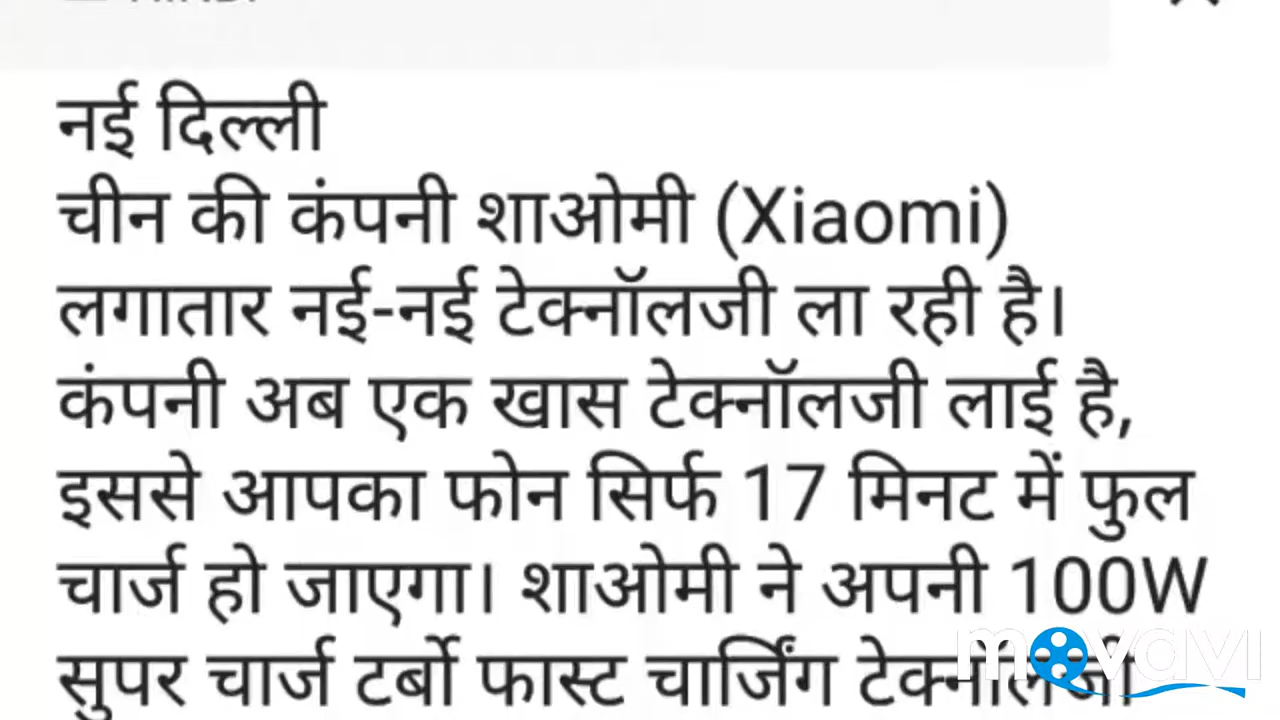 नई दिल्ली
चीन की कंपनी शाओमी (Xiaomi)
लगातार नई-नई टेक्नॉलजी ला रही है।
कंपनी अब एक खास टेक्नॉलजी लाई है,
इससे आपका फोन सिर्फ 17 मिनट में फुल
चार्ज हो जाएगा। शाओमी ने अपनी 100W
सुपर चार्ज टर्बो फास्ट चार्जिंग टेक्नॉलजी
movavi